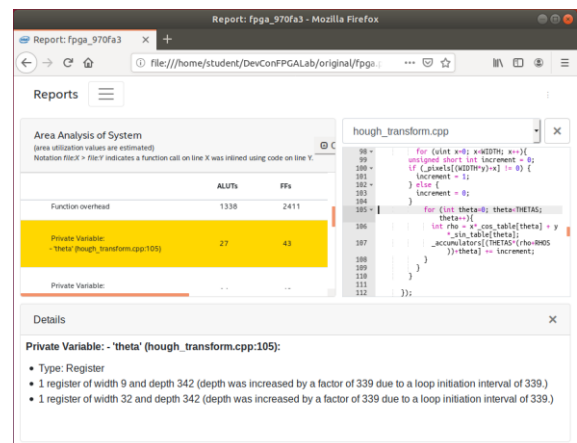 Report: fpga_970fa3 - Mozilla Firefox
Report: fpga_970fa3 × +
file:///home/student/DevConFPGALab/original/fpga.
Reports
Area Analysis of System
(area utilization values are estimated)
Notation file:X > file:Y indicates a function call on line X was inlined using code on line Y.
ALUTs FFs
Function overhead 1338 2411
Private Variable:
- 'theta' (hough_transform.cpp:105) 27 43
Private Variable:
hough_transform.cpp ×
98 for (uint x=0; x<WIDTH; x++){
99 unsigned short int increment = 0;
100 if (_pixels[(WIDTH*y)+x] != 0) {
101 increment = 1;
102 } else {
103 increment = 0;
104 }
105 for (int theta=0; theta<THETAS;
theta++){
106 int rho = x*_cos_table[theta] + y
*_sin_table[theta];
107 _accumulators[(THETAS*(rho+RHOS
))+theta] += increment;
108 }
109 }
110 }
111
112 });
Details ×
Private Variable: - 'theta' (hough_transform.cpp:105):
• Type: Register
• 1 register of width 9 and depth 342 (depth was increased by a factor of 339 due to a loop initiation interval of 339.)
• 1 register of width 32 and depth 342 (depth was increased by a factor of 339 due to a loop initiation interval of 339.)